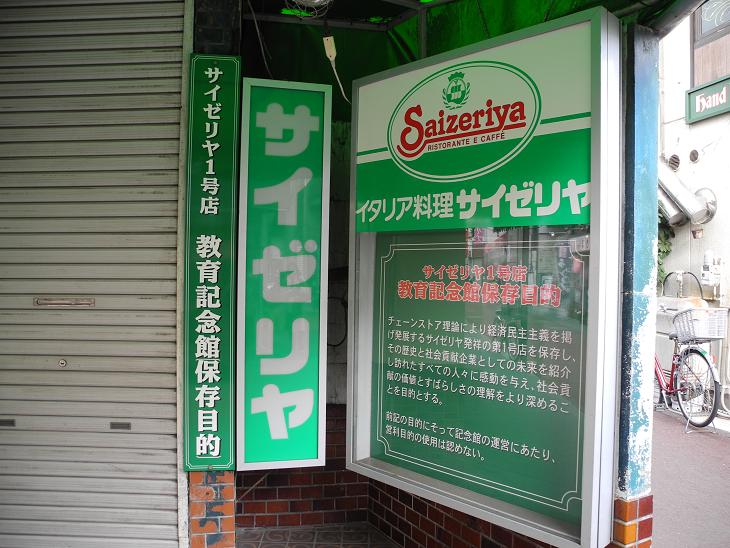 サイゼリヤ1号店 教育記念館保存目的
サイゼリヤ
Saizeriya
RISTORANTE E CAFFÈ
イタリア料理サイゼリヤ
サイゼリヤ1号店
教育記念館保存目的
チェーンストア理論により経済民主主義を掲
げ発展するサイゼリヤ発祥の第1号店を保存し、
その歴史と社会貢献企業としての未来を紹介
し訪れたすべての人々に感動を与え、社会貢
献の価値とすばらしさの理解をより深めるこ
とを目的とする。
前記の目的にそって記念館の運営にあたり、
営利目的の使用は認めない。
Hand